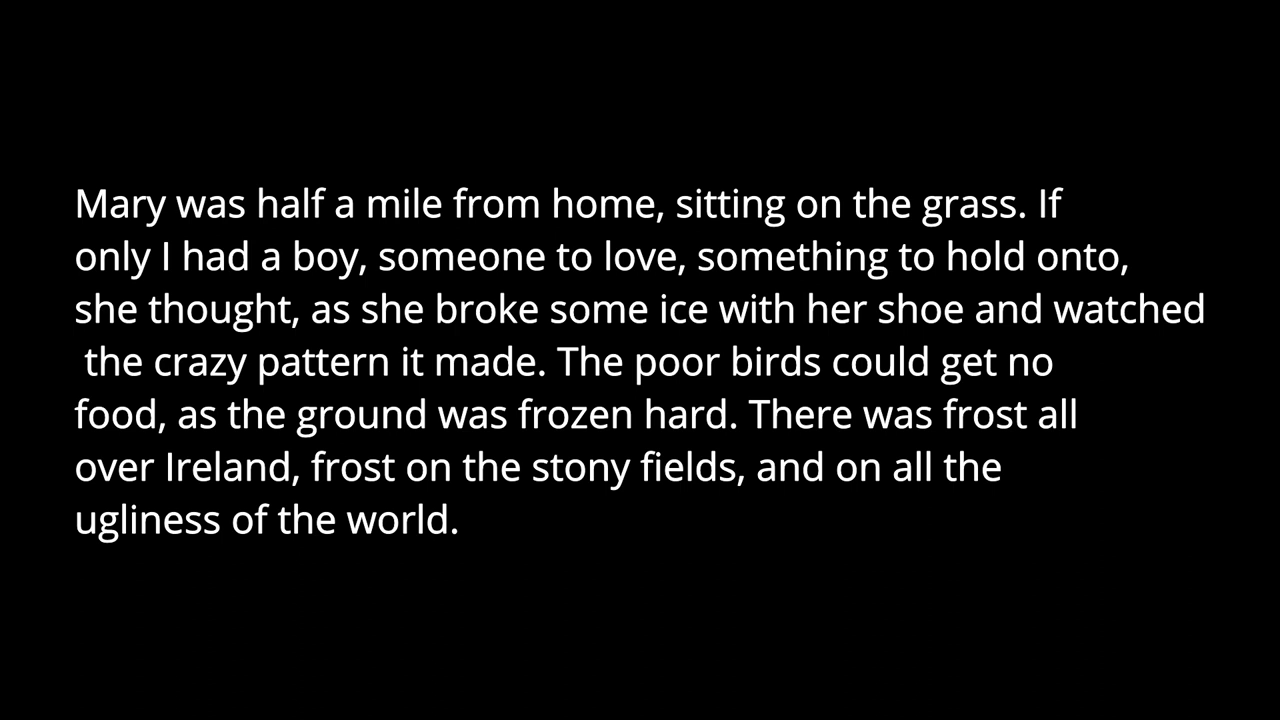 Mary was half a mile from home, sitting on the grass. If
only I had a boy, someone to love, something to hold onto,
she thought, as she broke some ice with her shoe and watched
the crazy pattern it made. The poor birds could get no
food, as the ground was frozen hard. There was frost all
over Ireland, frost on the stony fields, and on all the
ugliness of the world.